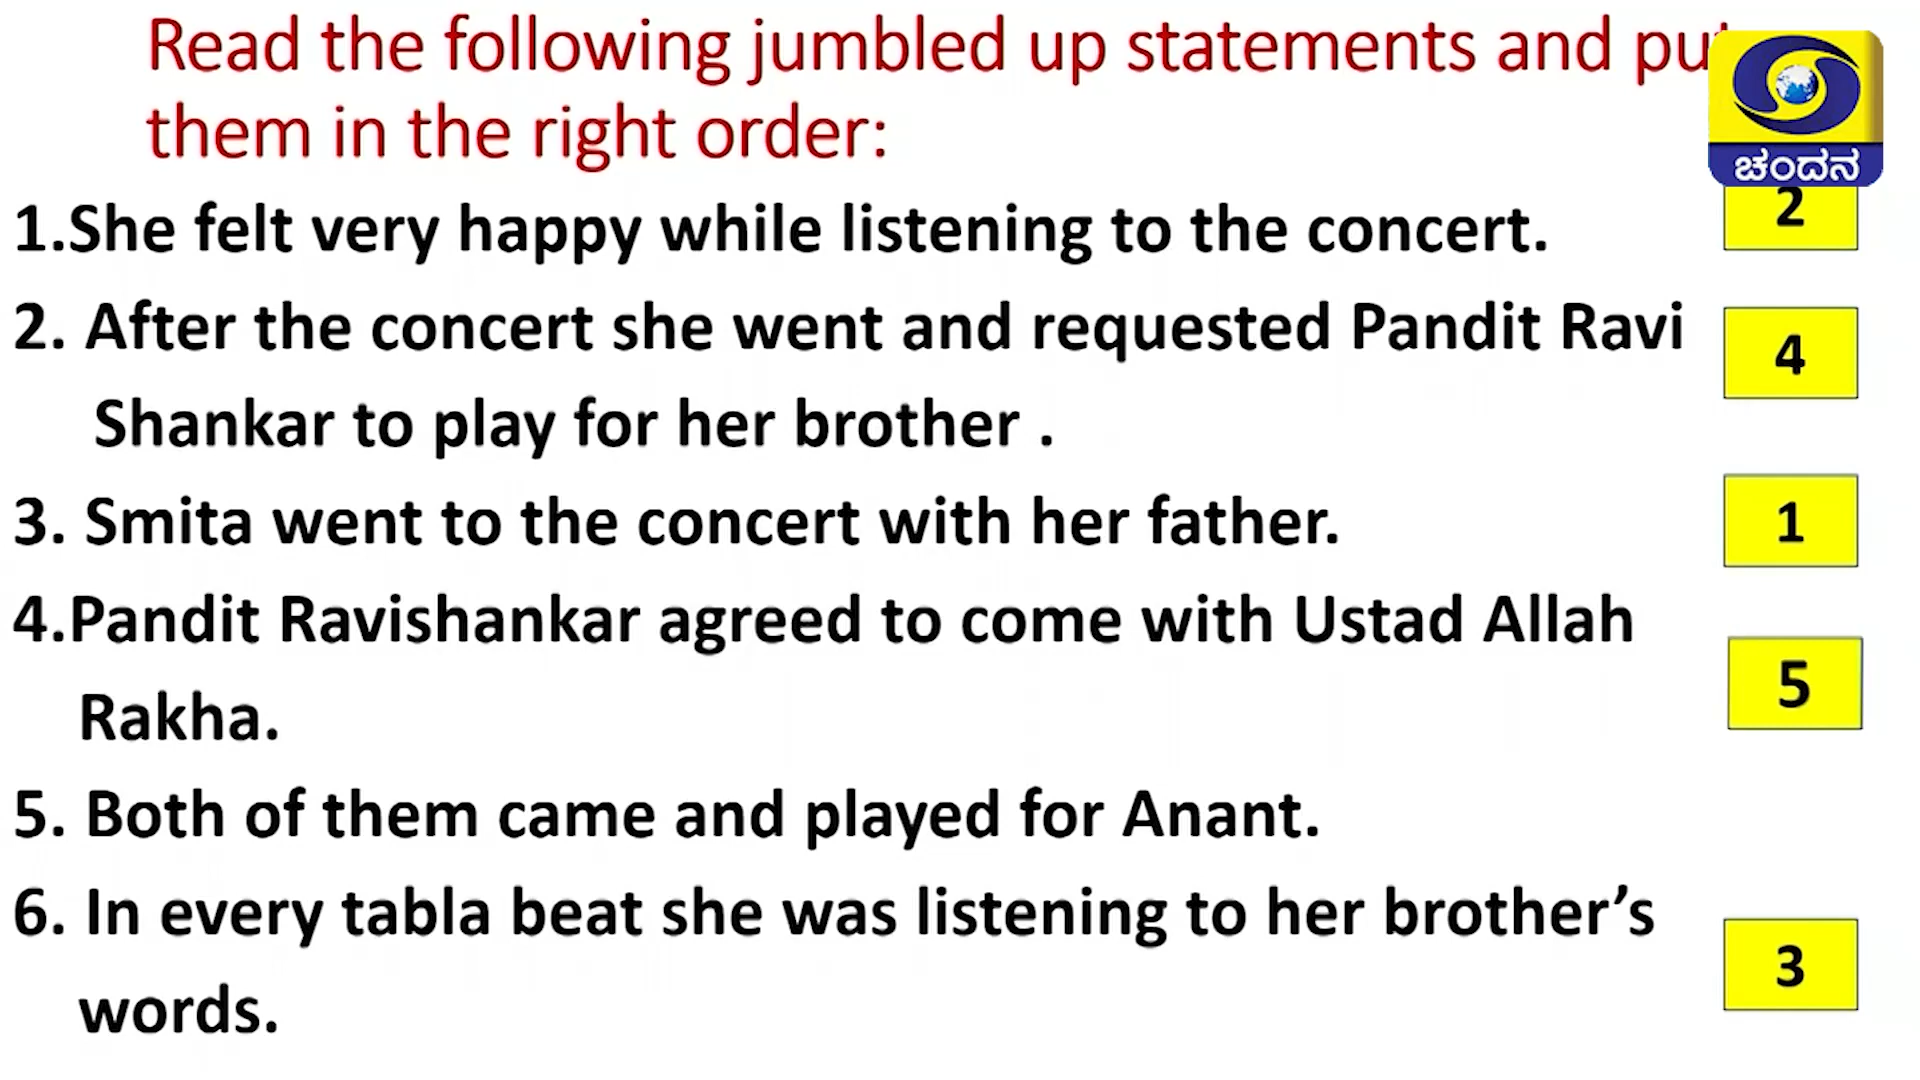 Read the following jumbled up statements and put
them in the right order:
ಚಂದನ
1.She felt very happy while listening to the concert.
2
2. After the concert she went and requested Pandit Ravi
Shankar to play for her brother .
4
3. Smita went to the concert with her father.
1
4.Pandit Ravishankar agreed to come with Ustad Allah
Rakha.
5
5. Both of them came and played for Anant.
6. In every tabla beat she was listening to her brother’s
words.
3